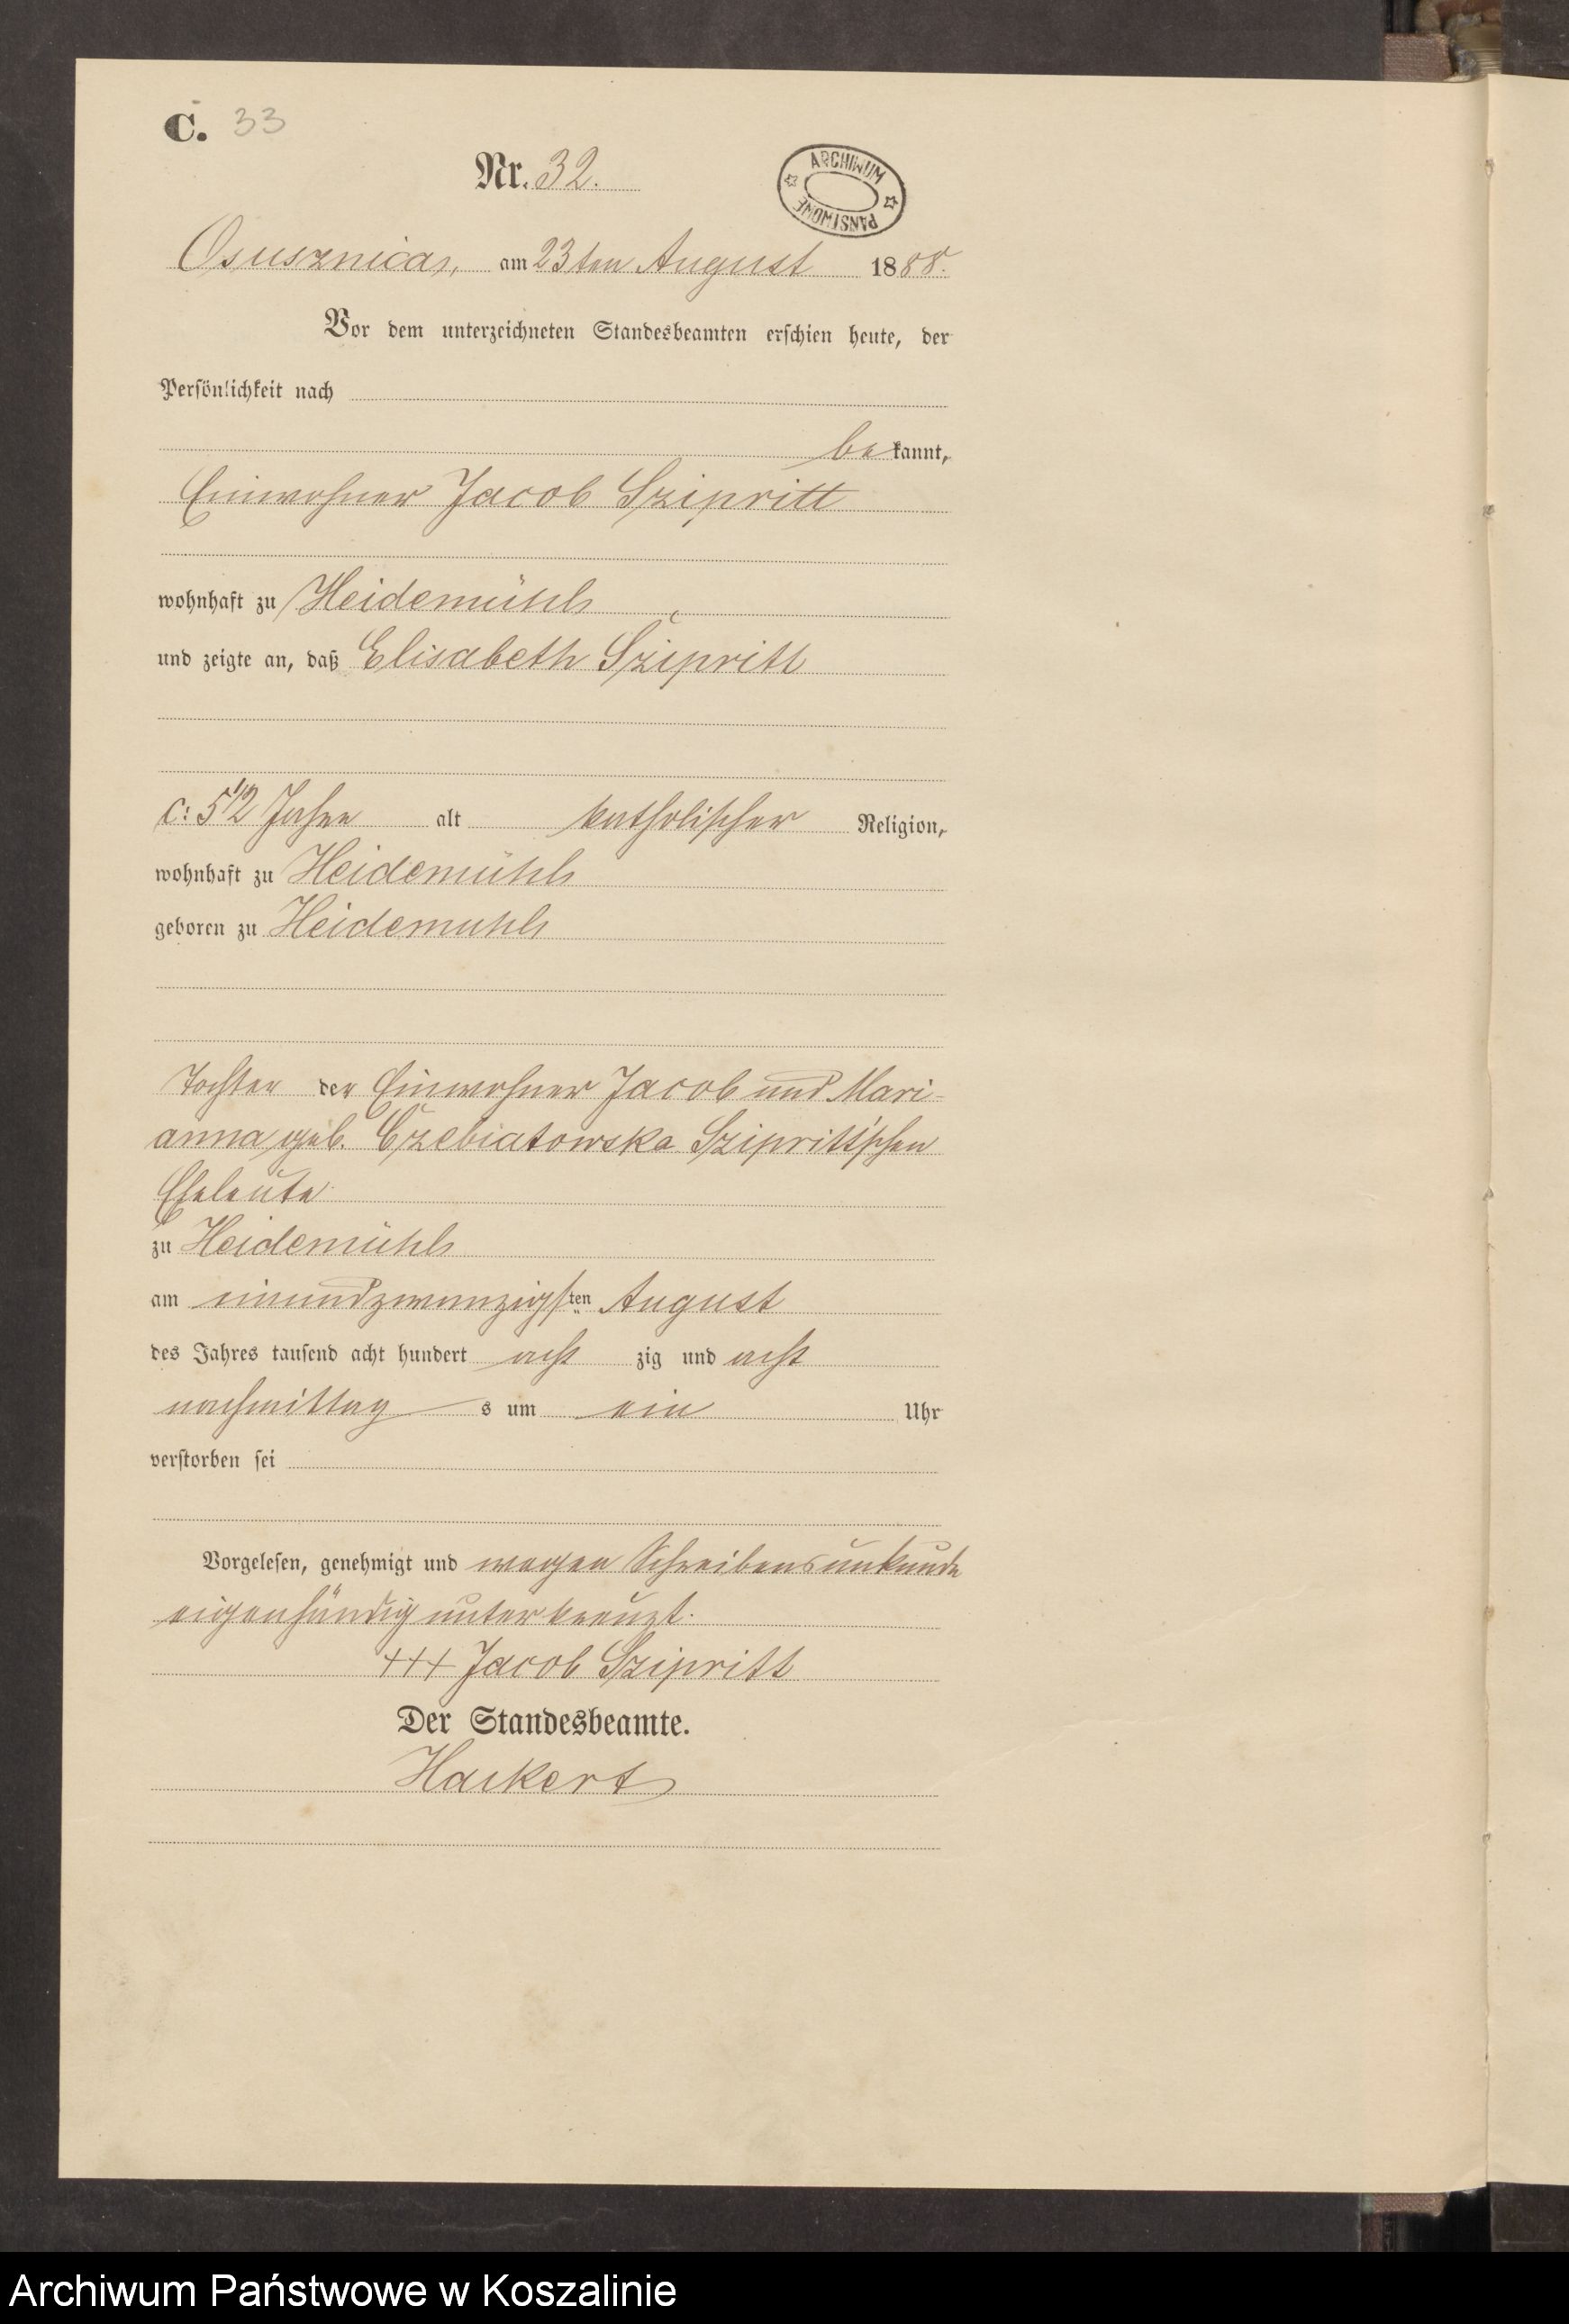 C. 33
Nr. 32.
ARCHIWUM PAŃSTWOWE
Osusznica, am 23ten August 1888.
Vor dem unterzeichneten Standesbeamten erschien heute, der
Persönlichkeit nach
bekannt,
Einwohner Jacob Szipritt
wohnhaft zu Heidemühl,
und zeigte an, daß Elisabeth Szipritt
c: 5 1/2 Jahre alt katholischer Religion,
wohnhaft zu Heidemühl
geboren zu Heidemuhl
Tochter der Einwohner Jacob und Mari-
anna geb. Czebiatowska Szipritt'schen
Eheleute
zu Heidemühl
am einundzwanzigsten August
des Jahres tausend acht hundert acht zig und acht
nachmittag s um ein Uhr
verstorben sei
Vorgelesen, genehmigt und wegen Schreibensunkunde
eigenhändig unterkreuzt.
+++ Jacob Szipritt
Der Standesbeamte.
Hackert
Archiwum Państwowe w Koszalinie